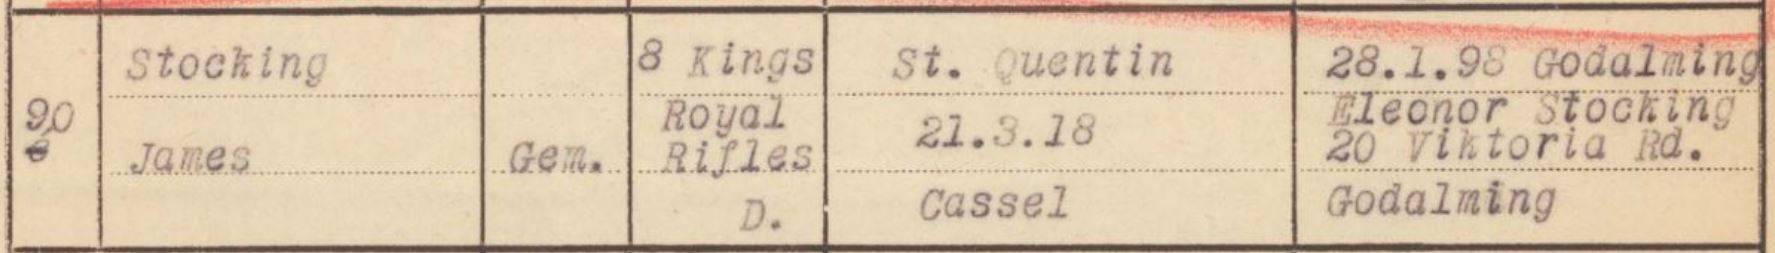 90
Stocking
James
Gem.
8 Kings
Royal
Rifles
D.
St. Quentin
21.3.18
Cassel
28.1.98 Godalming
Eleonor Stocking
20 Viktoria Rd.
Godalming